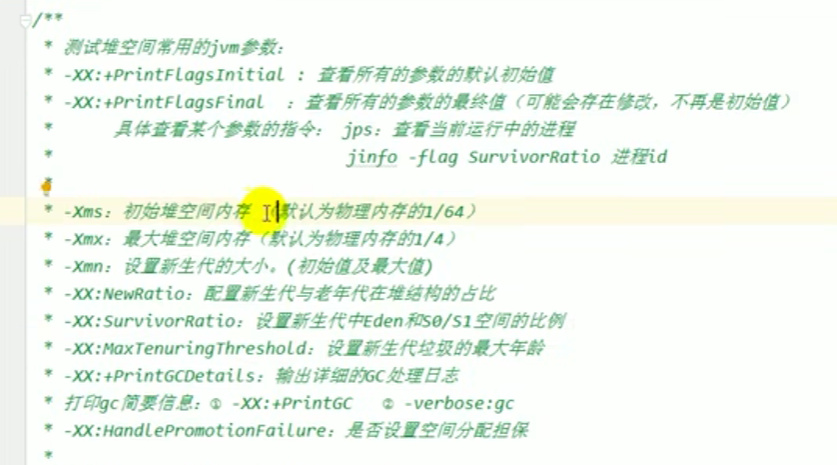 /**
* 测试堆空间常用的jvm参数：
* -XX:+PrintFlagsInitial : 查看所有的参数的默认初始值
* -XX:+PrintFlagsFinal ：查看所有的参数的最终值（可能会存在修改，不再是初始值）
* 具体查看某个参数的指令： jps：查看当前运行中的进程
* jinfo -flag SurvivorRatio 进程id
*
* -Xms：初始堆空间内存 （默认为物理内存的1/64）
* -Xmx：最大堆空间内存（默认为物理内存的1/4）
* -Xmn：设置新生代的大小。(初始值及最大值)
* -XX:NewRatio：配置新生代与老年代在堆结构的占比
* -XX:SurvivorRatio：设置新生代中Eden和S0/S1空间的比例
* -XX:MaxTenuringThreshold：设置新生代垃圾的最大年龄
* -XX:+PrintGCDetails：输出详细的GC处理日志
* 打印gc简要信息：① -XX:+PrintGC ② -verbose:gc
* -XX:HandlePromotionFailure：是否设置空间分配担保
*